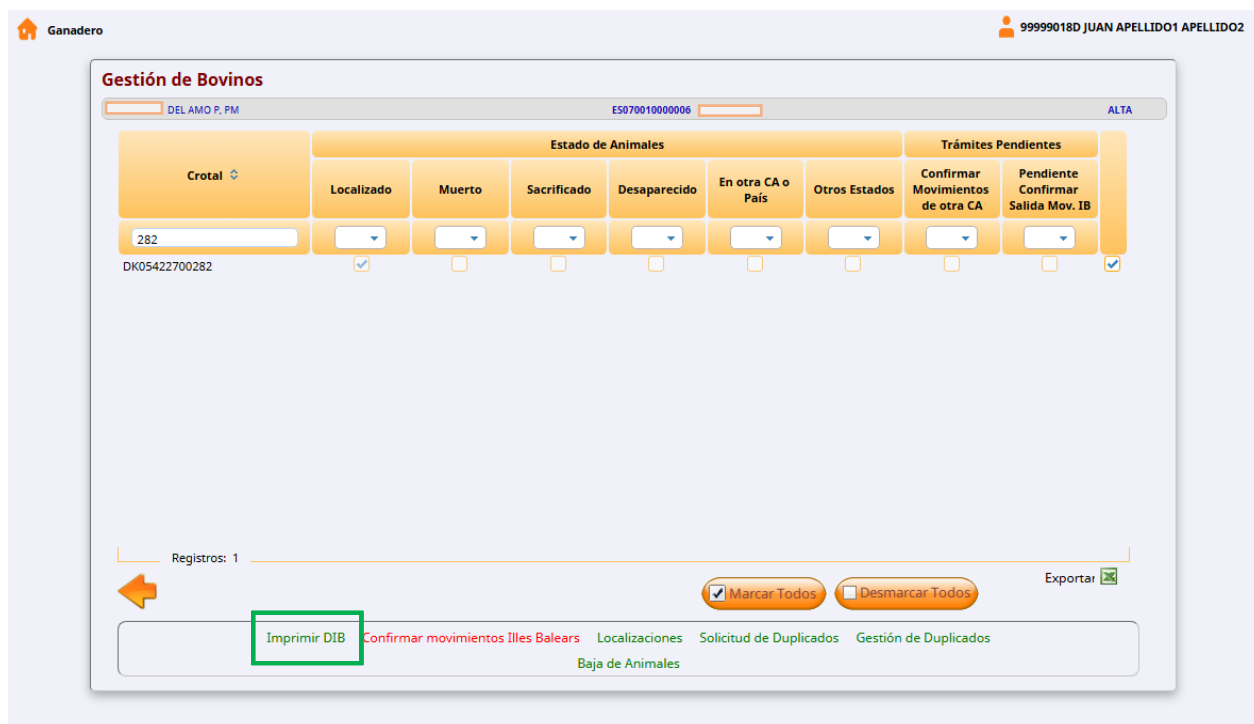 Ganadero
99999018D JUAN APELLIDO1 APELLIDO2
Gestión de Bovinos
DEL AMO P, PM ES070010000006 ALTA
Crotal
Estado de Animales
Trámites Pendientes
Localizado
Muerto
Sacrificado
Desaparecido
En otra CA o
País
Otros Estados
Confirmar
Movimientos
de otra CA
Pendiente
Confirmar
Salida Mov. IB
282
DK05422700282
Registros: 1
Exportar
Marcar Todos
Desmarcar Todos
Imprimir DIB Confirmar movimientos Illes Balears Localizaciones Solicitud de Duplicados Gestión de Duplicados
Baja de Animales